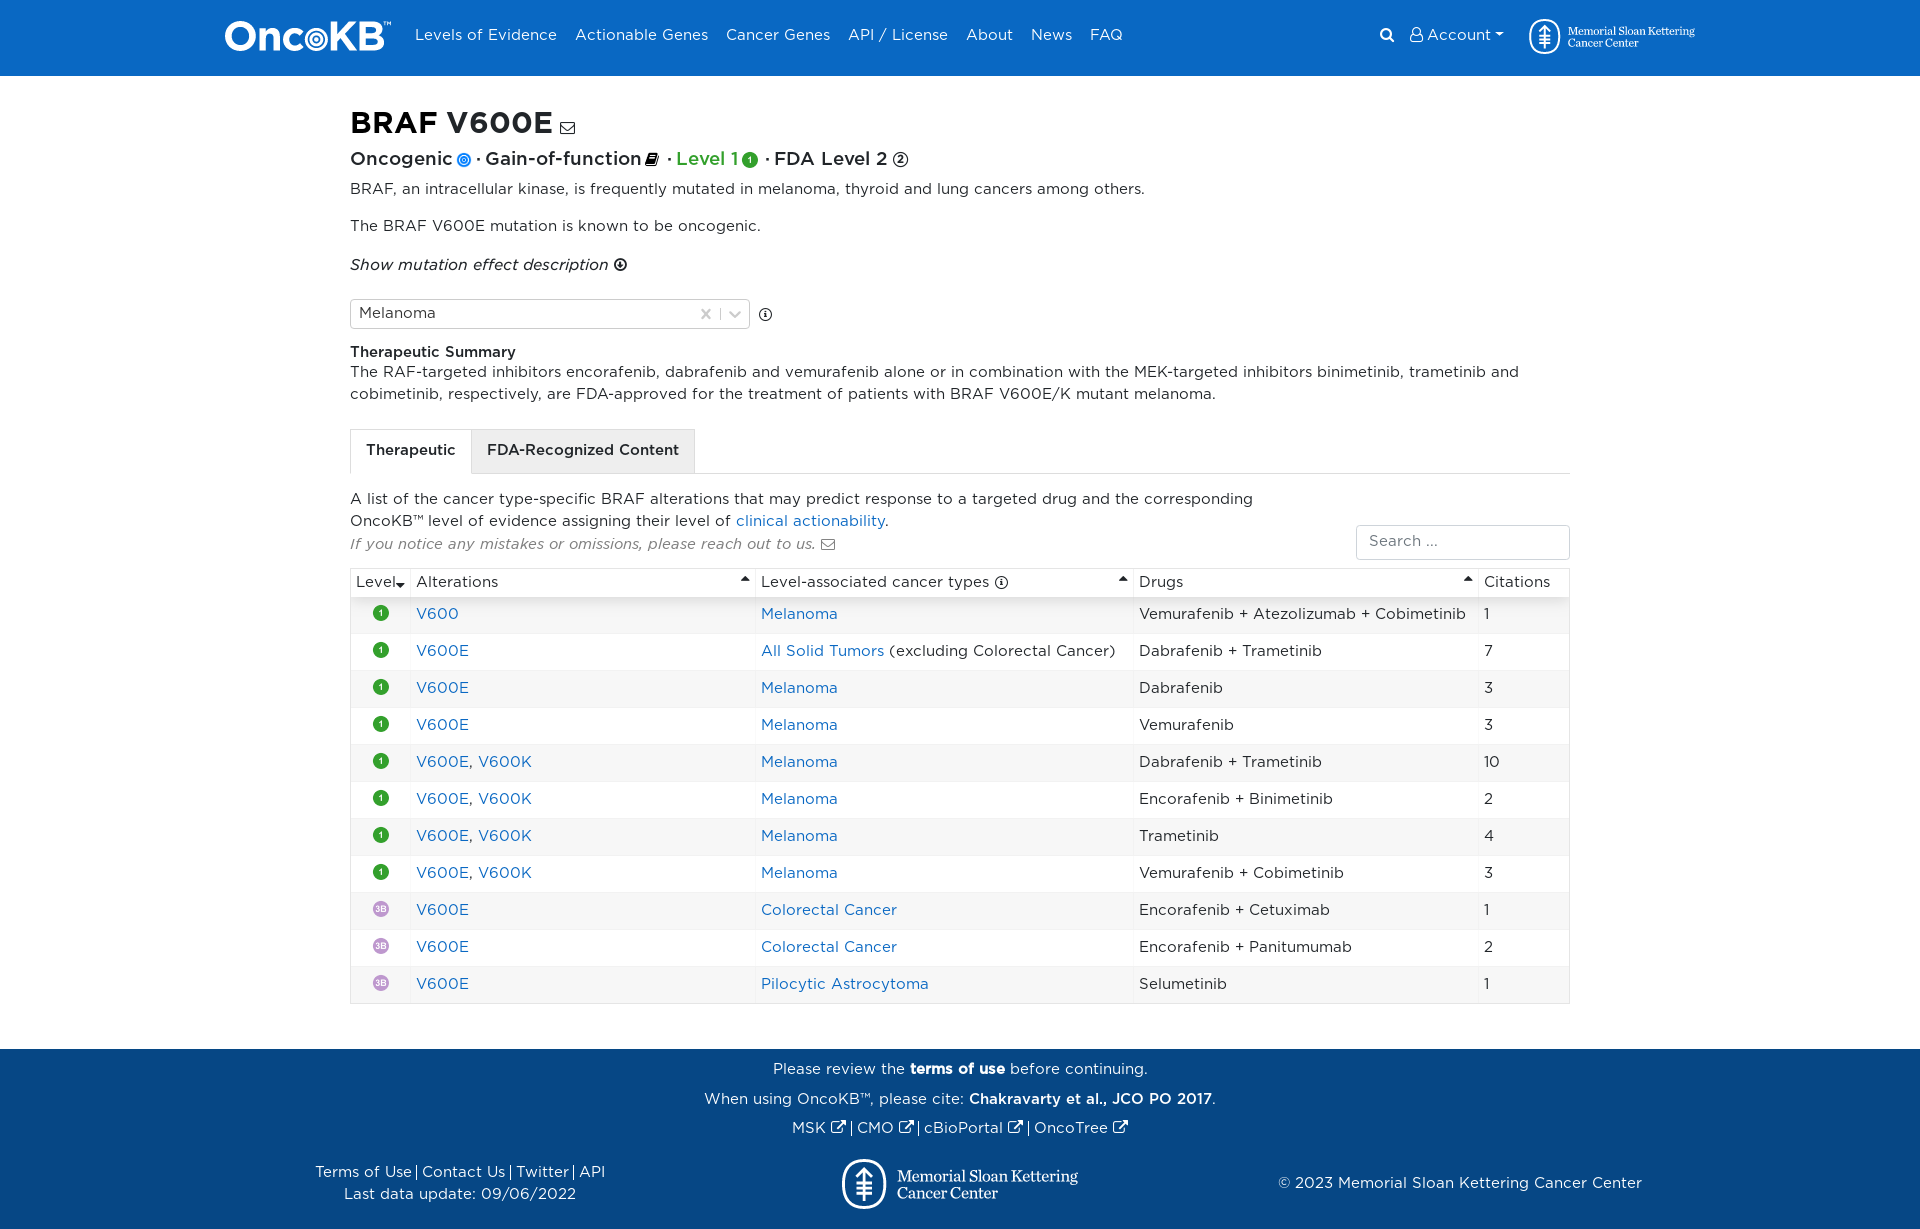 OncoKB™ Levels of Evidence Actionable Genes Cancer Genes API / License About News FAQ Account Memorial Sloan Kettering
Cancer Center
BRAF V600E
Oncogenic · Gain-of-function · Level 1 1 · FDA Level 2 2
BRAF, an intracellular kinase, is frequently mutated in melanoma, thyroid and lung cancers among others.
The BRAF V600E mutation is known to be oncogenic.
Show mutation effect description
Melanoma
Therapeutic Summary
The RAF-targeted inhibitors encorafenib, dabrafenib and vemurafenib alone or in combination with the MEK-targeted inhibitors binimetinib, trametinib and
cobimetinib, respectively, are FDA-approved for the treatment of patients with BRAF V600E/K mutant melanoma.
Therapeutic FDA-Recognized Content
A list of the cancer type-specific BRAF alterations that may predict response to a targeted drug and the corresponding
OncoKB™ level of evidence assigning their level of clinical actionability.
If you notice any mistakes or omissions, please reach out to us.
Search ...
Level Alterations Level-associated cancer types Drugs Citations
1 V600 Melanoma Vemurafenib + Atezolizumab + Cobimetinib 1
1 V600E All Solid Tumors (excluding Colorectal Cancer) Dabrafenib + Trametinib 7
1 V600E Melanoma Dabrafenib 3
1 V600E Melanoma Vemurafenib 3
1 V600E, V600K Melanoma Dabrafenib + Trametinib 10
1 V600E, V600K Melanoma Encorafenib + Binimetinib 2
1 V600E, V600K Melanoma Trametinib 4
1 V600E, V600K Melanoma Vemurafenib + Cobimetinib 3
3B V600E Colorectal Cancer Encorafenib + Cetuximab 1
3B V600E Colorectal Cancer Encorafenib + Panitumumab 2
3B V600E Pilocytic Astrocytoma Selumetinib 1
Please review the terms of use before continuing.
When using OncoKB™, please cite: Chakravarty et al., JCO PO 2017.
MSK | CMO | cBioPortal | OncoTree
Terms of Use | Contact Us | Twitter | API
Last data update: 09/06/2022
Memorial Sloan Kettering
Cancer Center
© 2023 Memorial Sloan Kettering Cancer Center